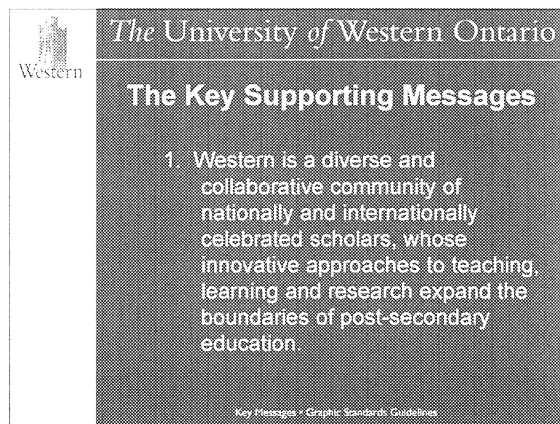 The University of Western Ontario
Western
The Key Supporting Messages
1. Western is a diverse and
collaborative community of
nationally and internationally
celebrated scholars, whose
innovative approaches to teaching,
learning and research expand the
boundaries of post-secondary
education.
Key Messages • Graphic Standards Guidelines